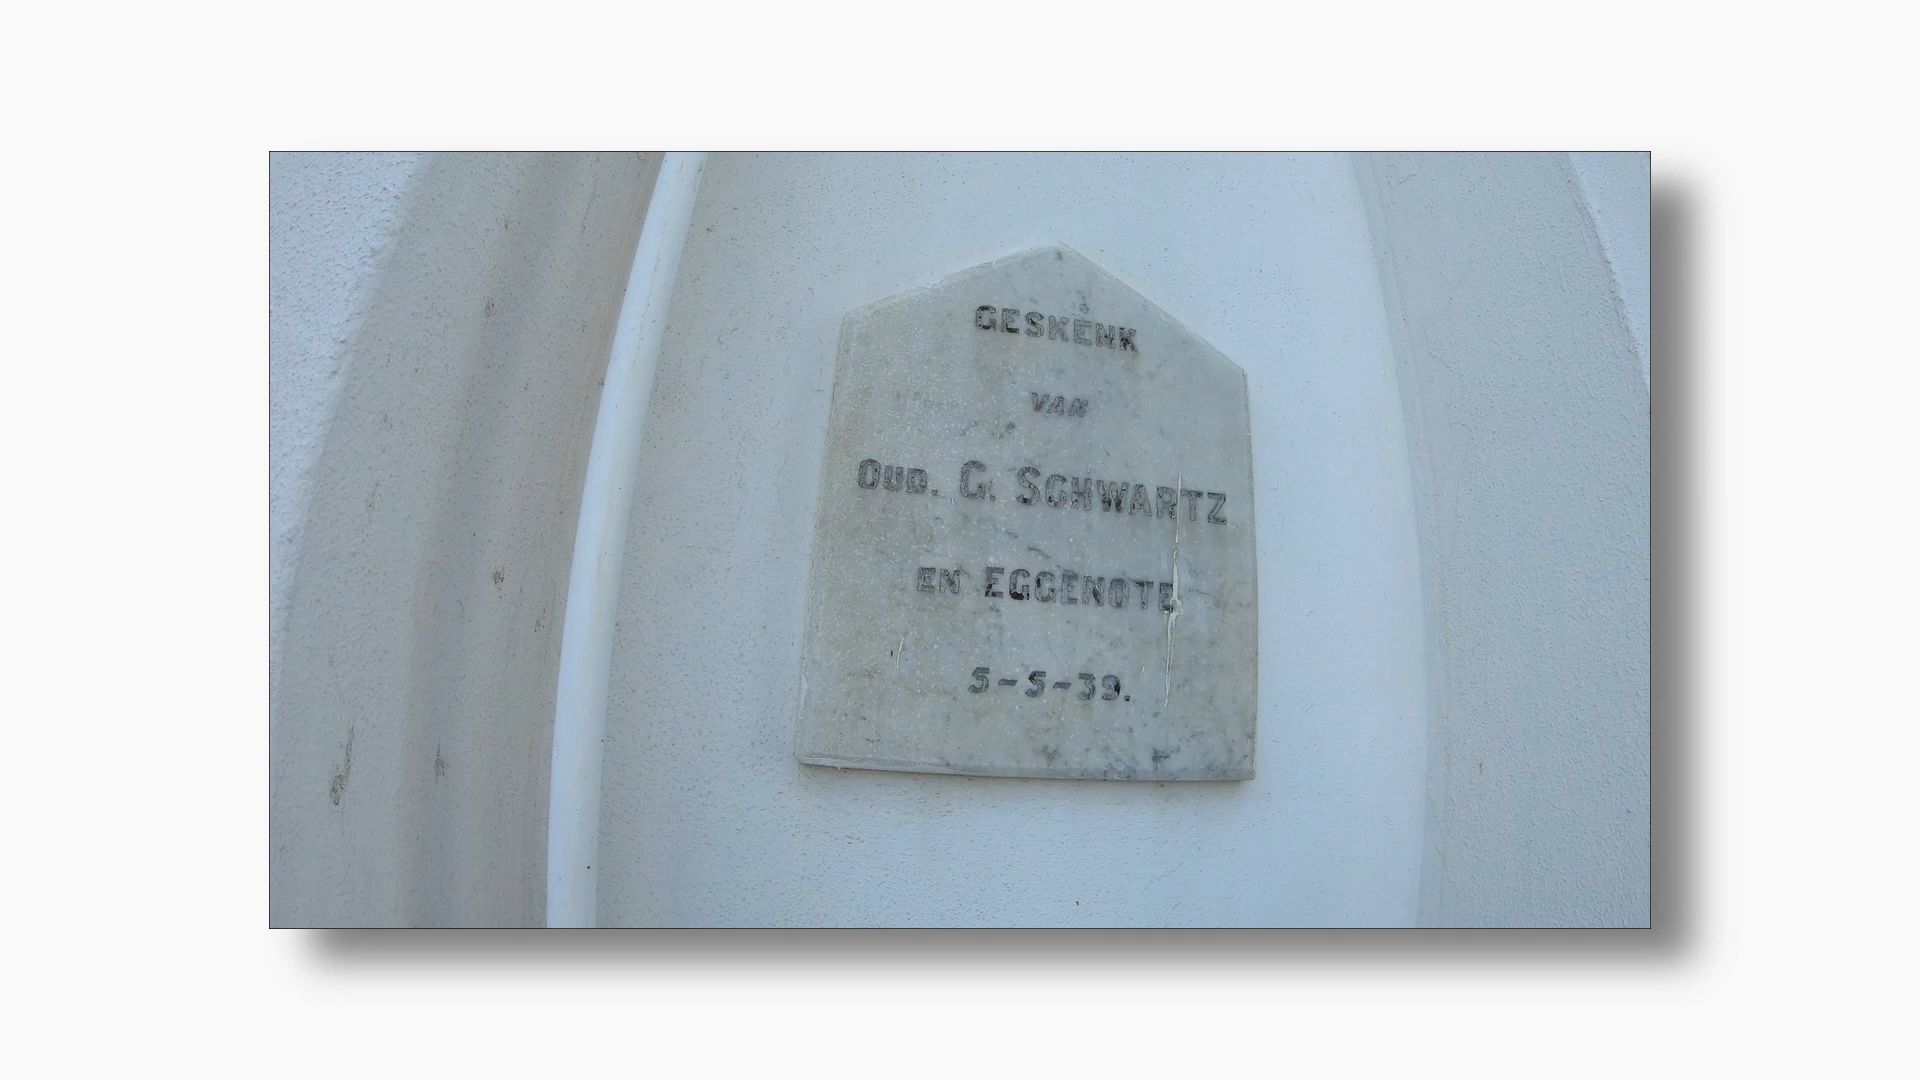 GESKENK
VAN
OUD. G. SCHWARTZ
EN EGGENOTE
5-5-39.